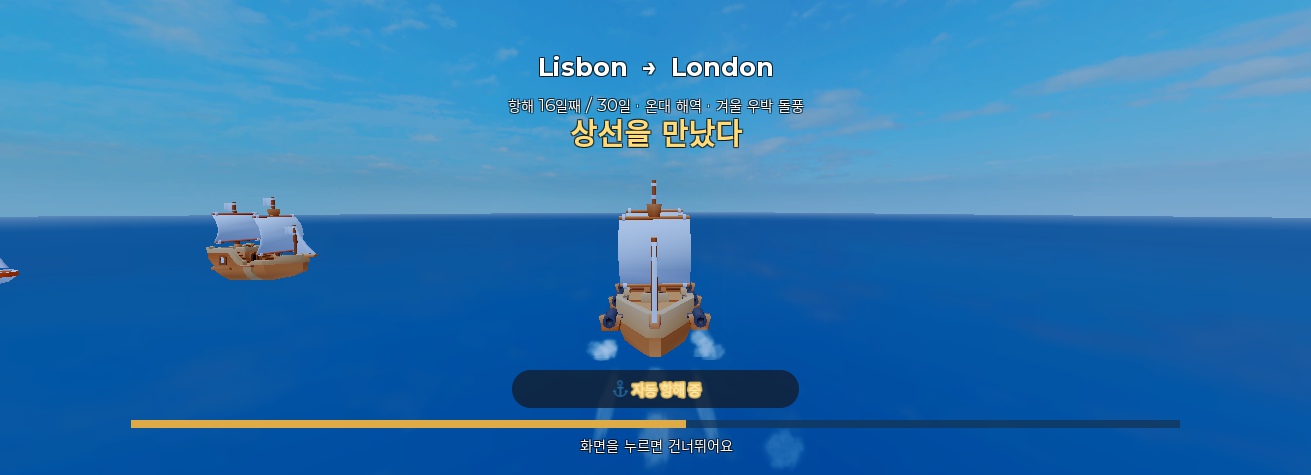 Lisbon → London
항해 16일째 / 30일 · 온대 해역 · 겨울 우박 돌풍
상선을 만났다
⚓ 자동 항해 중
화면을 누르면 건너뛰어요